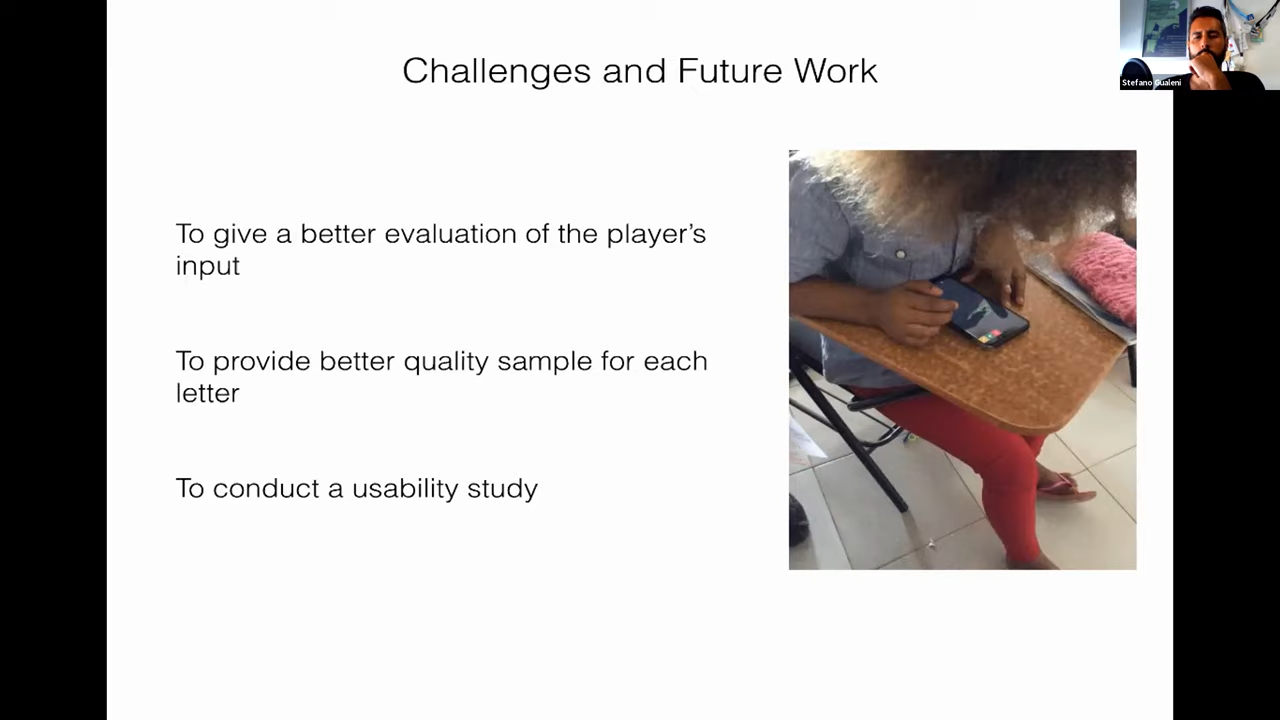 Challenges and Future Work
Stefano Gualeni
To give a better evaluation of the player’s
input
To provide better quality sample for each
letter
To conduct a usability study